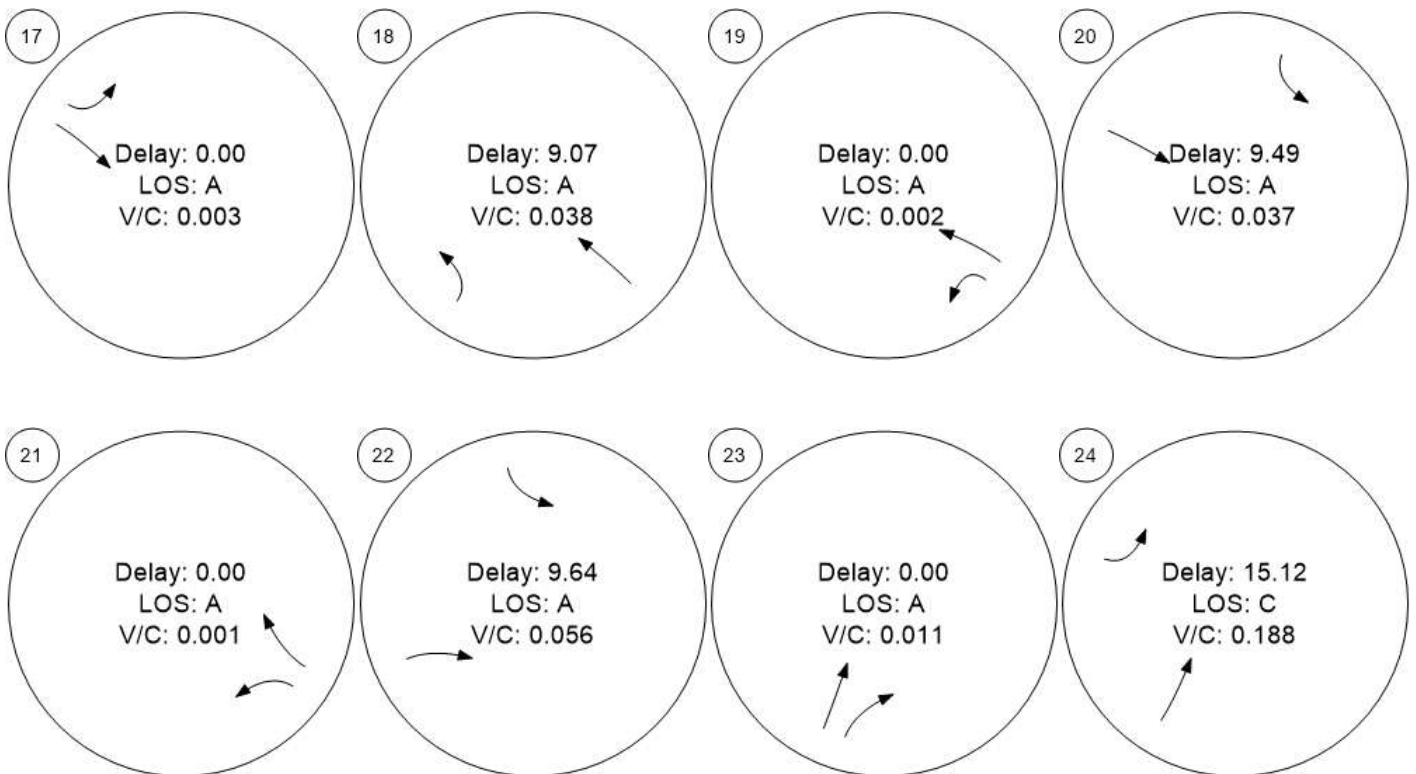 17
Delay: 0.00
LOS: A
V/C: 0.003
18
Delay: 9.07
LOS: A
V/C: 0.038
19
Delay: 0.00
LOS: A
V/C: 0.002
20
Delay: 9.49
LOS: A
V/C: 0.037
21
Delay: 0.00
LOS: A
V/C: 0.001
22
Delay: 9.64
LOS: A
V/C: 0.056
23
Delay: 0.00
LOS: A
V/C: 0.011
24
Delay: 15.12
LOS: C
V/C: 0.188